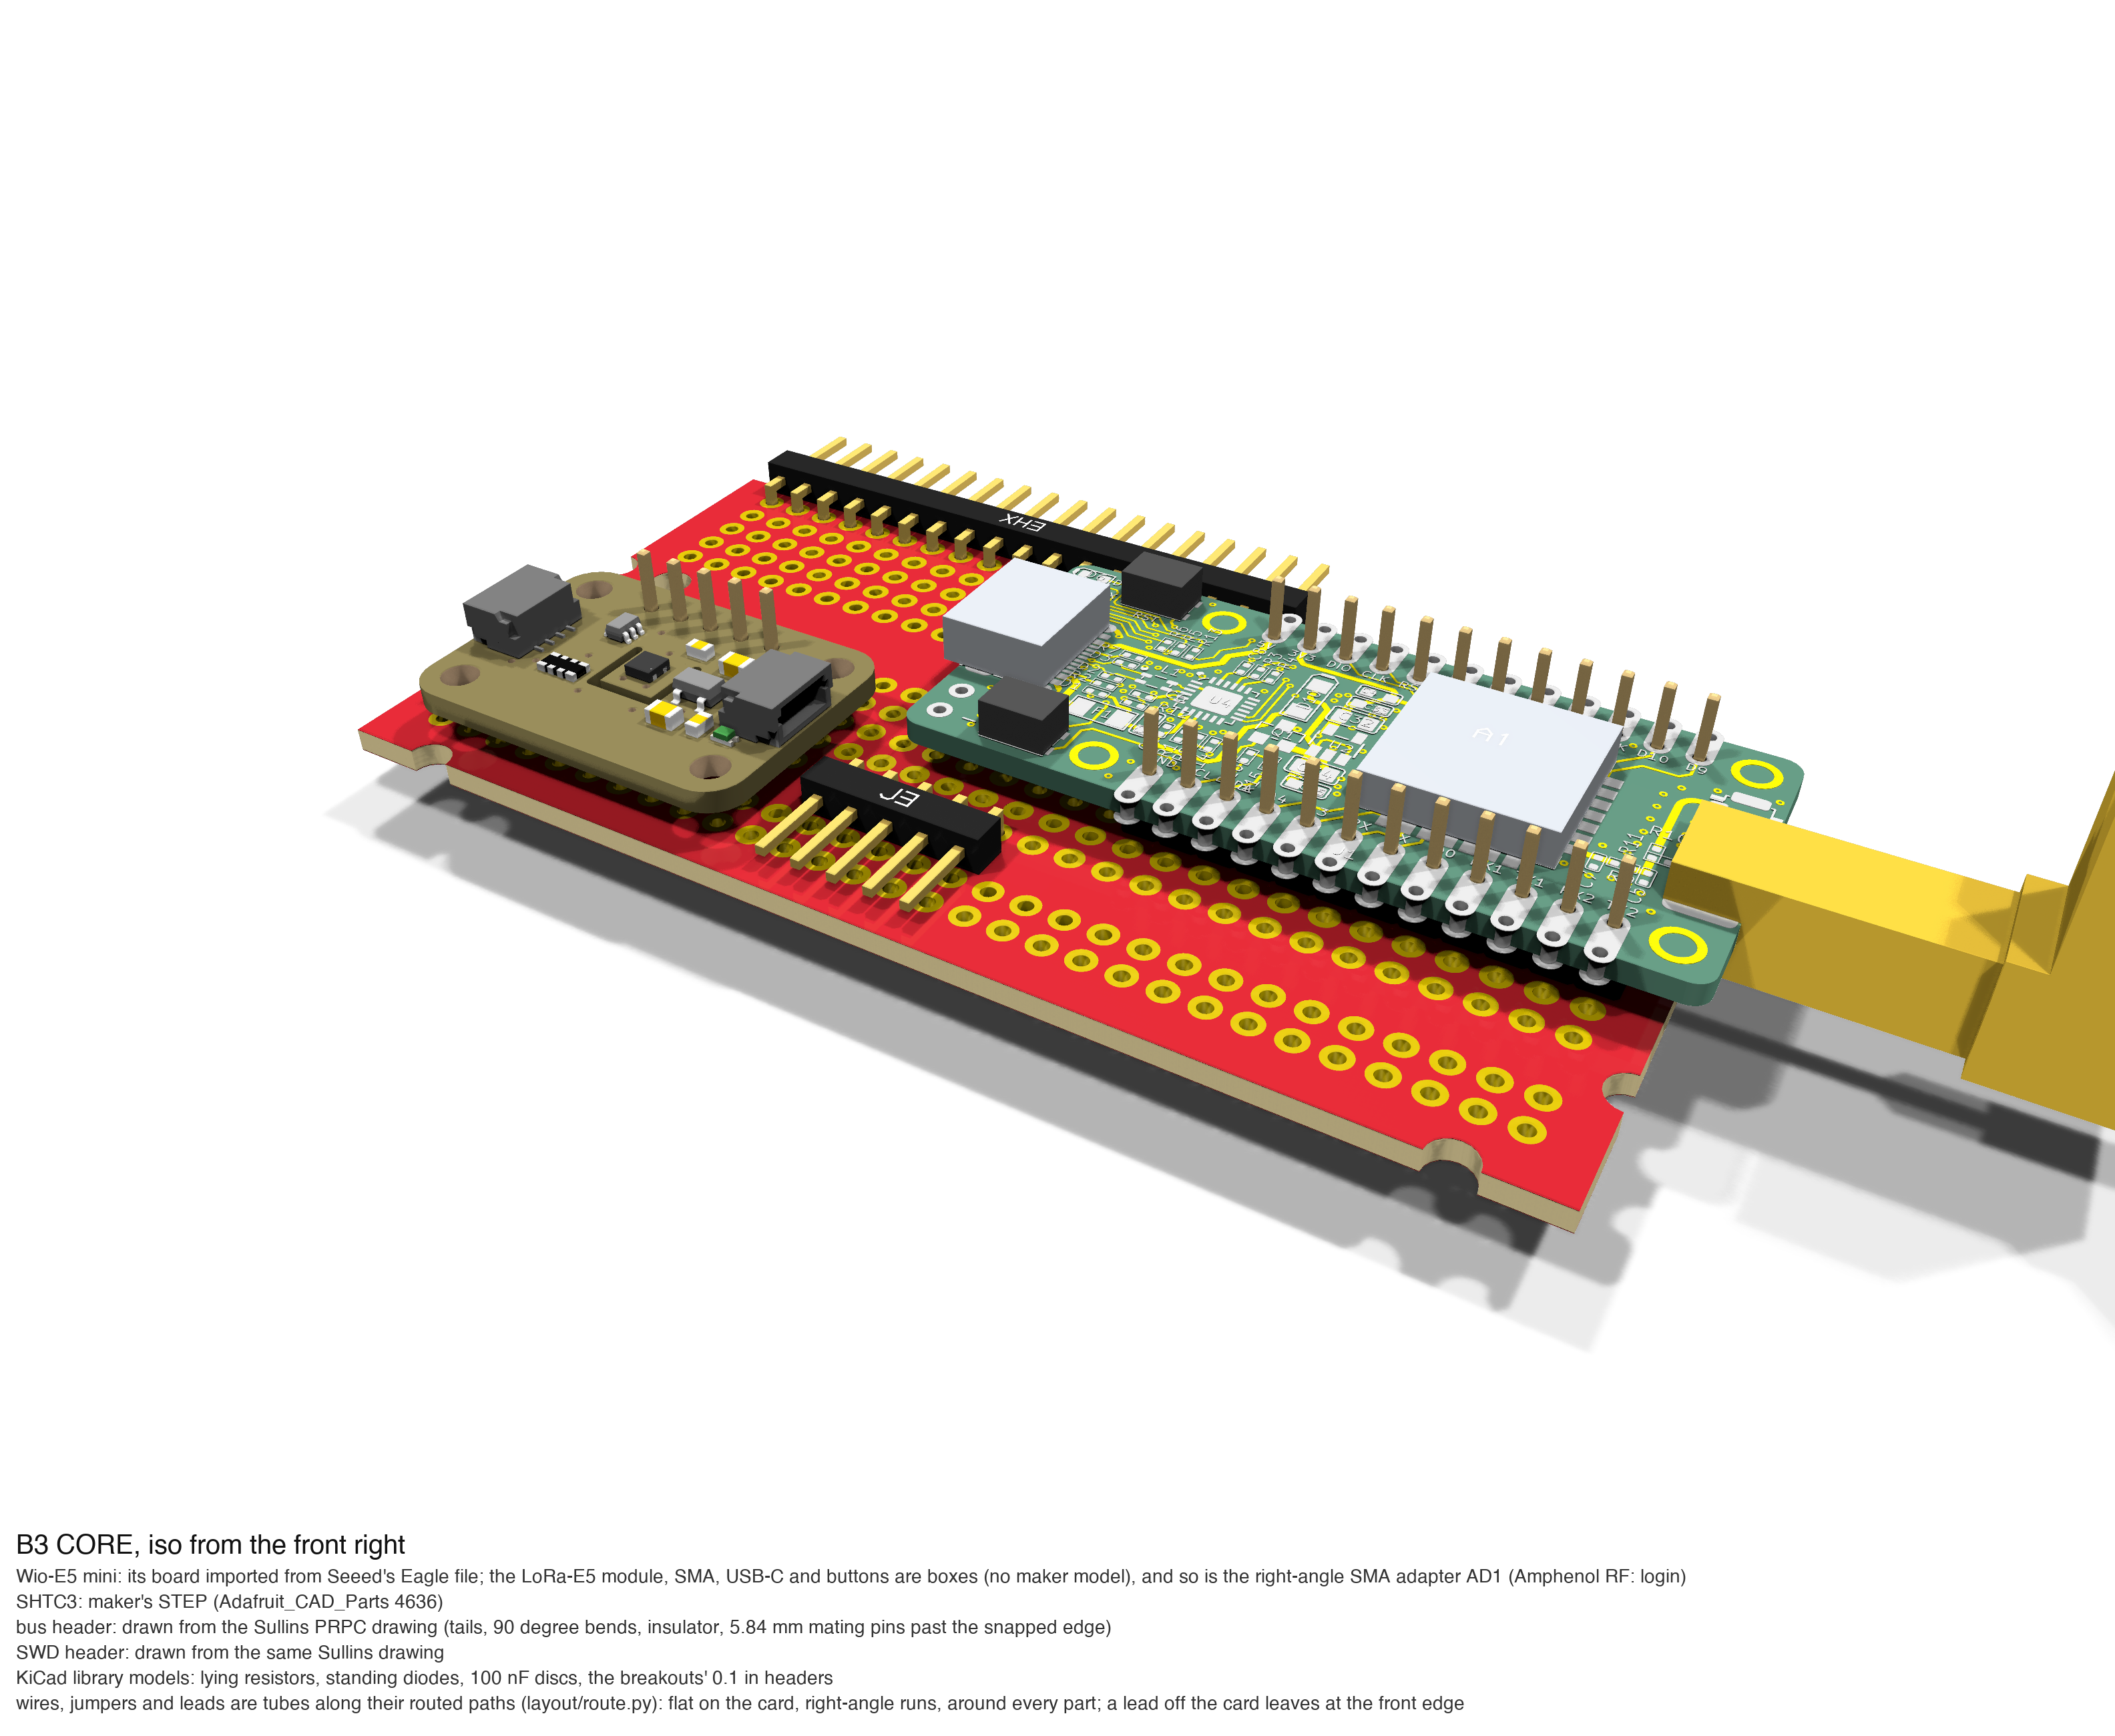 EHX
J3
U4
A1
DIO
CLK
D10
D9
R11
B3 CORE, iso from the front right
Wio-E5 mini: its board imported from Seeed's Eagle file; the LoRa-E5 module, SMA, USB-C and buttons are boxes (no maker model), and so is the right-angle SMA adapter AD1 (Amphenol RF: login)
SHTC3: maker's STEP (Adafruit_CAD_Parts 4636)
bus header: drawn from the Sullins PRPC drawing (tails, 90 degree bends, insulator, 5.84 mm mating pins past the snapped edge)
SWD header: drawn from the same Sullins drawing
KiCad library models: lying resistors, standing diodes, 100 nF discs, the breakouts' 0.1 in headers
wires, jumpers and leads are tubes along their routed paths (layout/route.py): flat on the card, right-angle runs, around every part; a lead off the card leaves at the front edge